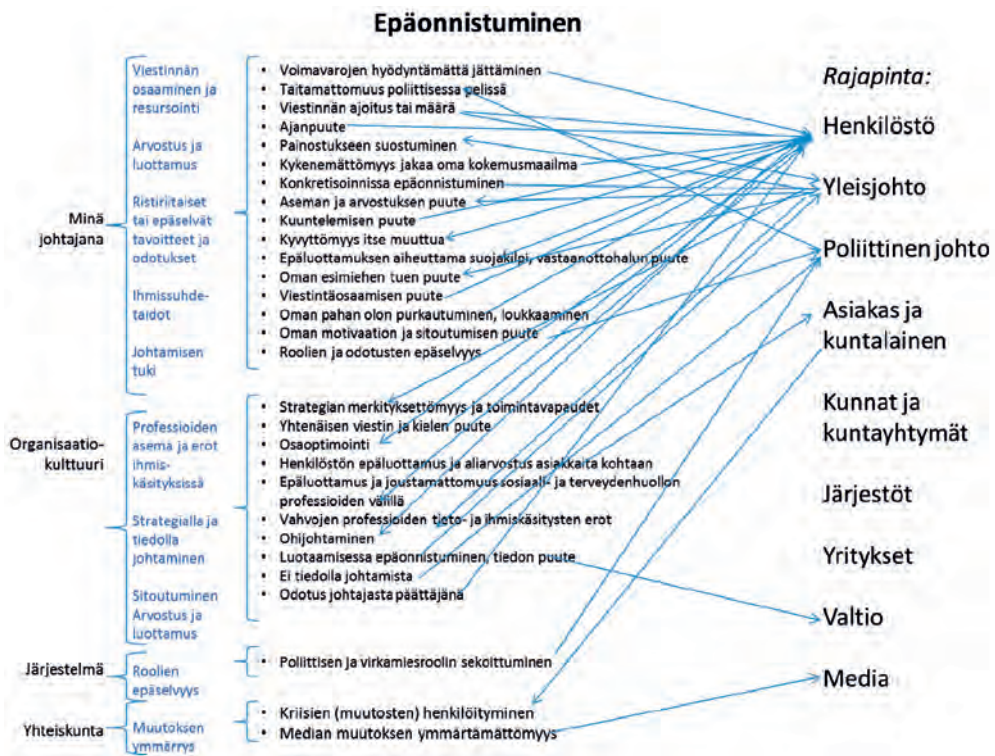 Epäonnistuminen
Minä
johtajana
Viestinnän
osaaminen ja
resursointi
Arvostus ja
luottamus
Ristiriitaiset
tai epäselvät
tavoitteet ja
odotukset
Ihmissuhde-
taidot
Johtamisen
tuki
• Voimavarojen hyödyntämättä jättäminen
• Taitamattomuus poliittisessa pelissä
• Viestinnän ajoitus tai määrä
• Ajanpuute
• Painostukseen suostuminen
• Kykenemättömyys jakaa oma kokemusmaailma
• Konkretisoinnissa epäonnistuminen
• Aseman ja arvostuksen puute
• Kuuntelemisen puute
• Kyvyttömyys itse muuttua
• Epäluottamuksen aiheuttama suojakilpi, vastaanottohalun puute
• Oman esimiehen tuen puute
• Viestintäosaamisen puute
• Oman pahan olon purkautuminen, loukkaaminen
• Oman motivaation ja sitoutumisen puute
• Roolien ja odotusten epäselvyys
Organisaatio-
kulttuuri
Professioiden
asema ja erot
ihmis-
käsityksissä
Strategialla ja
tiedolla
johtaminen
Sitoutuminen
Arvostus ja
luottamus
• Strategian merkityksettömyys ja toimintavapaudet
• Yhtenäisen viestin ja kielen puute
• Osaoptimointi
• Henkilöstön epäluottamus ja aliarvostus asiakkaita kohtaan
• Epäluottamus ja joustamattomuus sosiaali- ja terveydenhuollon
professioiden välillä
• Vahvojen professioiden tieto- ja ihmiskäsitysten erot
• Ohijohtaminen
• Luotaamisessa epäonnistuminen, tiedon puute
• Ei tiedolla johtamista
• Odotus johtajasta päättäjänä
Järjestelmä
Roolien
epäselvyys
• Poliittisen ja virkamiesroolin sekoittuminen
Yhteiskunta
Muutoksen
ymmärrys
• Kriisien (muutosten) henkilöityminen
• Median muutoksen ymmärtämättömyys
Rajapinta:
Henkilöstö
Yleisjohto
Poliittinen johto
Asiakas ja
kuntalainen
Kunnat ja
kuntayhtymät
Järjestöt
Yritykset
Valtio
Media